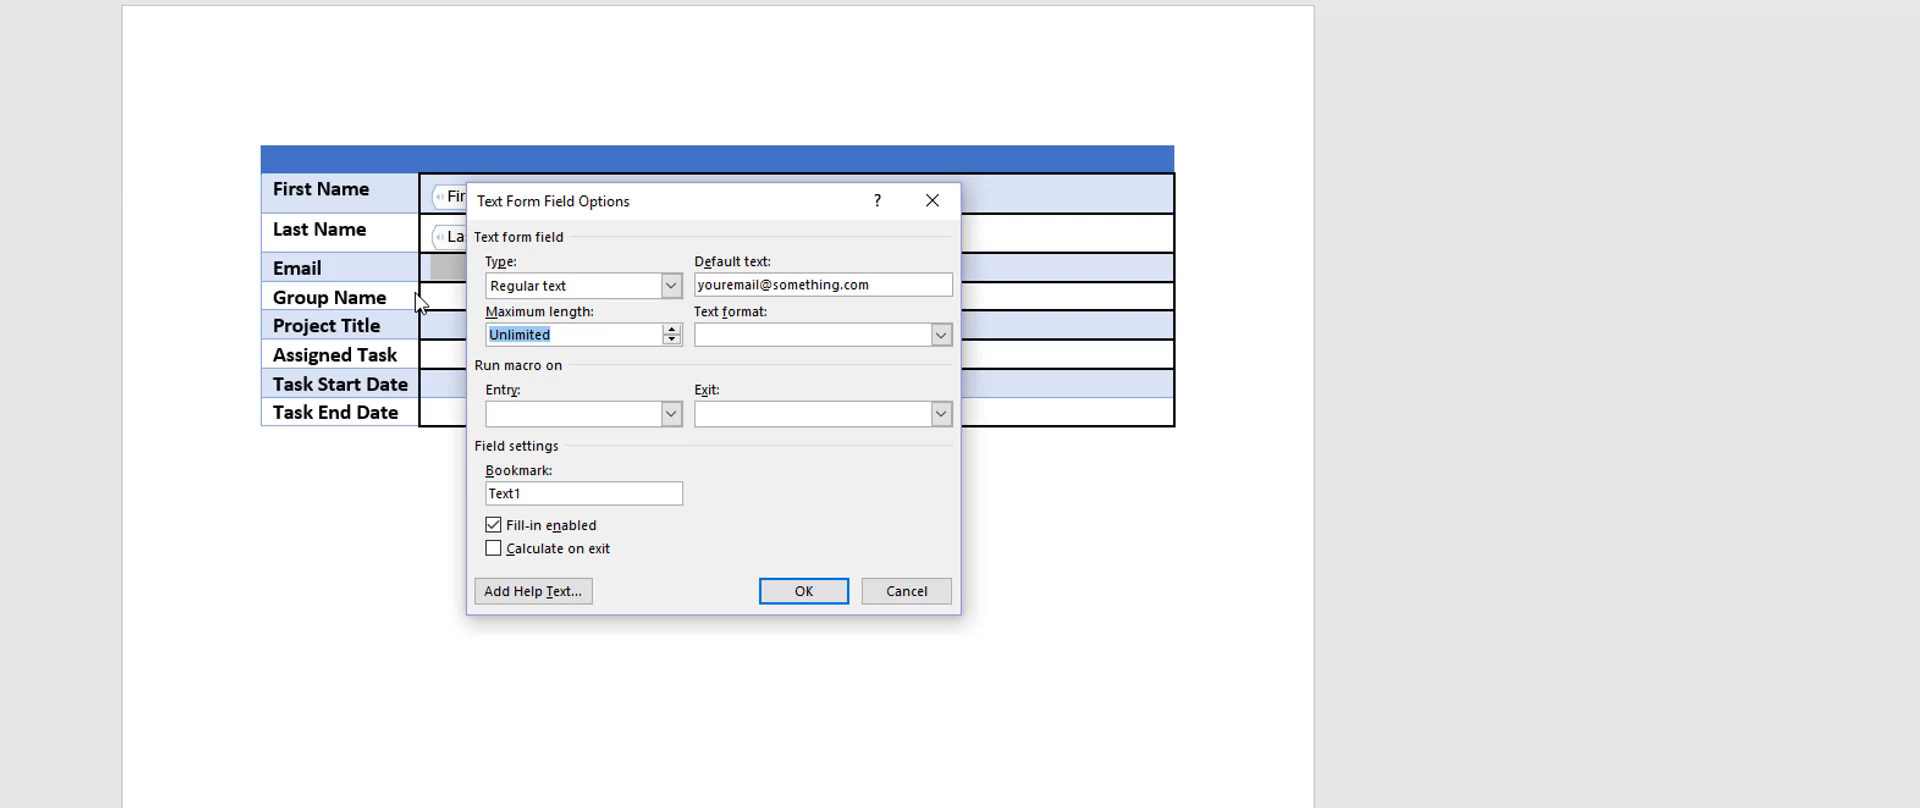 First Name
Fir
Last Name
La
Email
Group Name
Project Title
Assigned Task
Task Start Date
Task End Date
Text Form Field Options
?
Text form field
Type:
Default text:
Regular text
youremail@something.com
Maximum length:
Text format:
Unlimited
Run macro on
Entry:
Exit:
Field settings
Bookmark:
Text1
Fill-in enabled
Calculate on exit
Add Help Text...
OK
Cancel